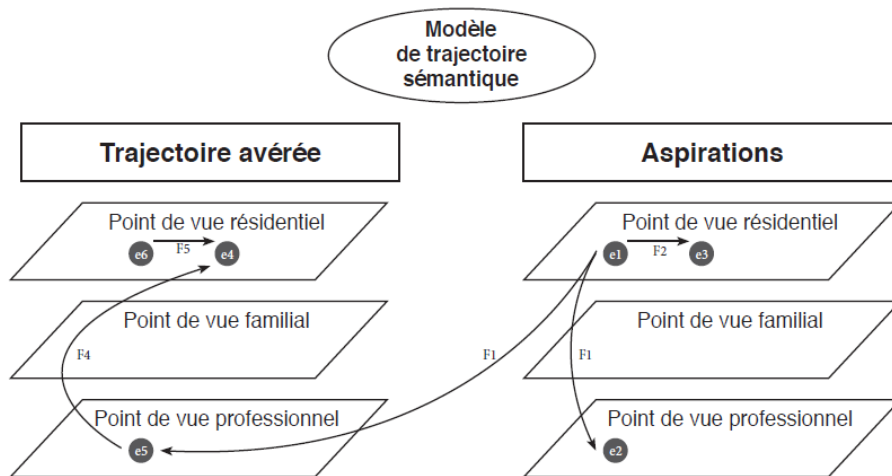 Modèle
de trajectoire
sémantique
Trajectoire avérée
Aspirations
Point de vue résidentiel
e6
F5
e4
Point de vue résidentiel
e1
F2
e3
Point de vue familial
F4
Point de vue familial
F1
F1
Point de vue professionnel
e5
Point de vue professionnel
e2